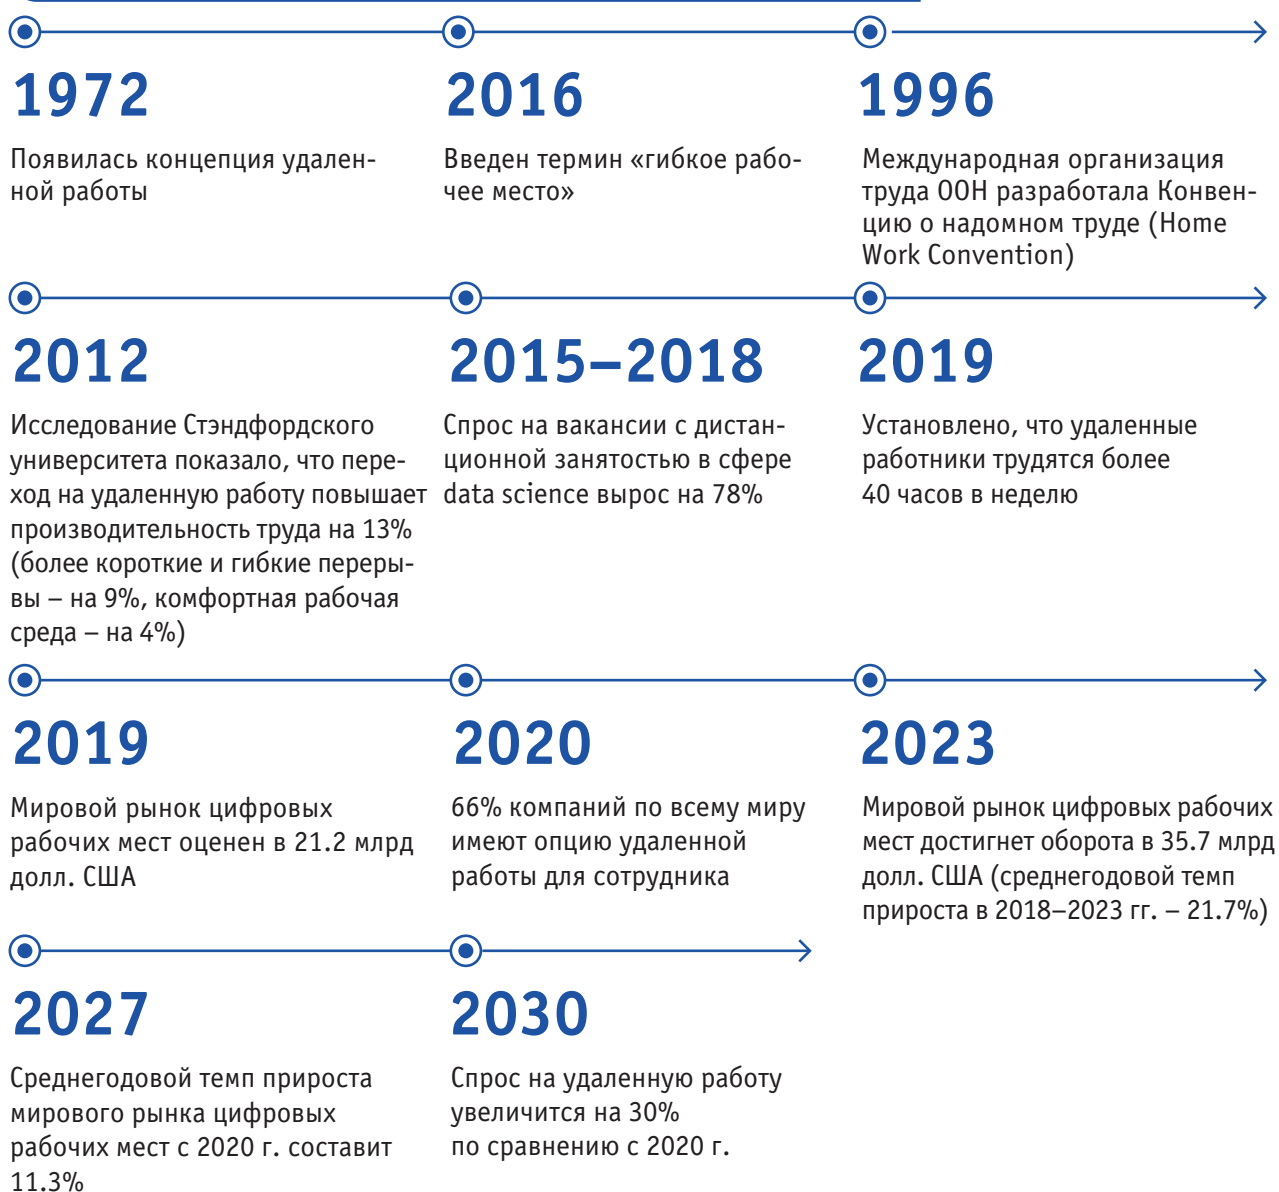 1972
Появилась концепция удален-
ной работы
2016
Введен термин «гибкое рабо-
чее место»
1996
Международная организация
труда ООН разработала Конвен-
цию о надомном труде (Home
Work Convention)
2012
Исследование Стэндфордского
университета показало, что пере-
ход на удаленную работу повышает
производительность труда на 13%
(более короткие и гибкие переры-
вы – на 9%, комфортная рабочая
среда – на 4%)
2015–2018
Спрос на вакансии с дистан-
ционной занятостью в сфере
data science вырос на 78%
2019
Установлено, что удаленные
работники трудятся более
40 часов в неделю
2019
Мировой рынок цифровых
рабочих мест оценен в 21.2 млрд
долл. США
2020
66% компаний по всему миру
имеют опцию удаленной
работы для сотрудника
2023
Мировой рынок цифровых рабочих
мест достигнет оборота в 35.7 млрд
долл. США (среднегодовой темп
прироста в 2018–2023 гг. – 21.7%)
2027
Среднегодовой темп прироста
мирового рынка цифровых
рабочих мест с 2020 г. составит
11.3%
2030
Спрос на удаленную работу
увеличится на 30%
по сравнению с 2020 г.